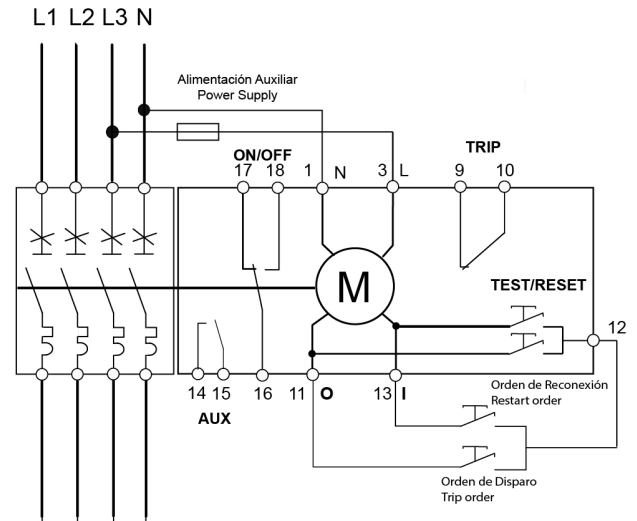 L1 L2 L3 N
Alimentación Auxiliar
Power Supply
ON/OFF
TRIP
17 18 1 N 3 L 9 10
M
TEST/RESET
12
14 15 16 11 O 13 I
AUX
Orden de Reconexión
Restart order
Orden de Disparo
Trip order